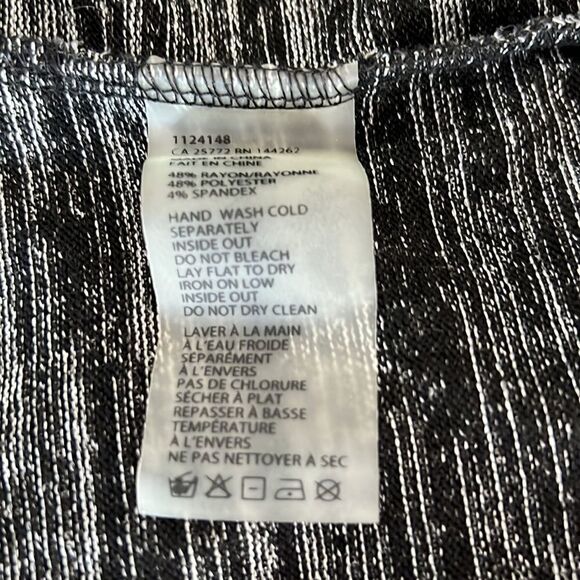 1124148
CA 25772 RN 144262
MADE IN CHINA
FAIT EN CHINE
48% RAYON/RAYONNE
48% POLYESTER
4% SPANDEX
HAND WASH COLD
SEPARATELY
INSIDE OUT
DO NOT BLEACH
LAY FLAT TO DRY
IRON ON LOW
INSIDE OUT
DO NOT DRY CLEAN
LAVER À LA MAIN
À L'EAU FROIDE
SÉPARÉMENT
À L'ENVERS
PAS DE CHLORURE
SÉCHER À PLAT
REPASSER À BASSE
TEMPÉRATURE
À L'ENVERS
NE PAS NETTOYER À SEC